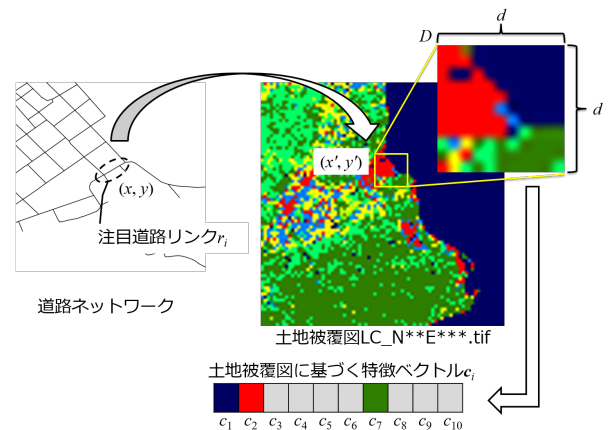 d
D
d
(x, y)
(x′, y′)
注目道路リンクr_i
道路ネットワーク
土地被覆図LC_N**E***.tif
土地被覆図に基づく特徴ベクトルc_i
c_1 c_2 c_3 c_4 c_5 c_6 c_7 c_8 c_9 c_10